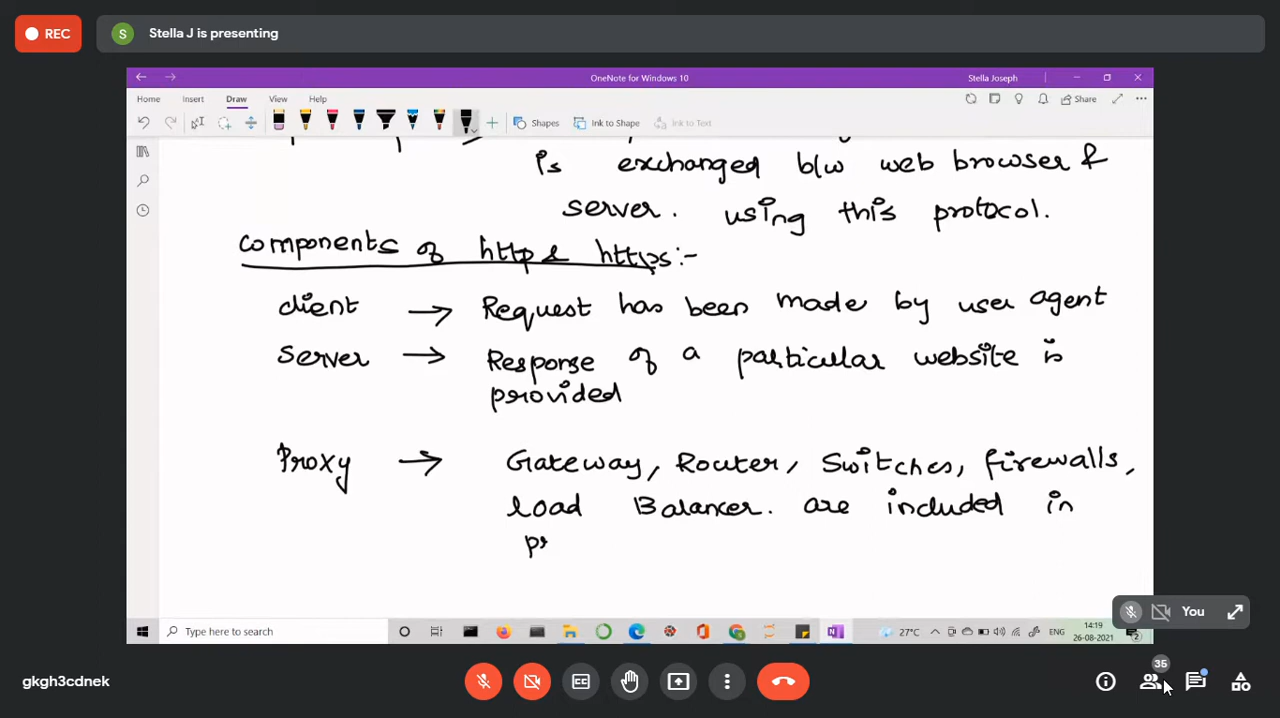 REC
S Stella J is presenting
OneNote for Windows 10
Stella Joseph
Home Insert Draw View Help
Shapes Ink to Shape Ink to Text
Share
is exchanged b/w web browser &
server. using this protocol.
components of http & https:-
client → Request has been made by user agent
server → Response of a particular website is
provided
Proxy → Gateway, Router, Switches, firewalls,
load Balancer. are included in
pr
You
Type here to search
27°C
ENG
14:19
26-08-2021
2
35
gkgh3cdnek